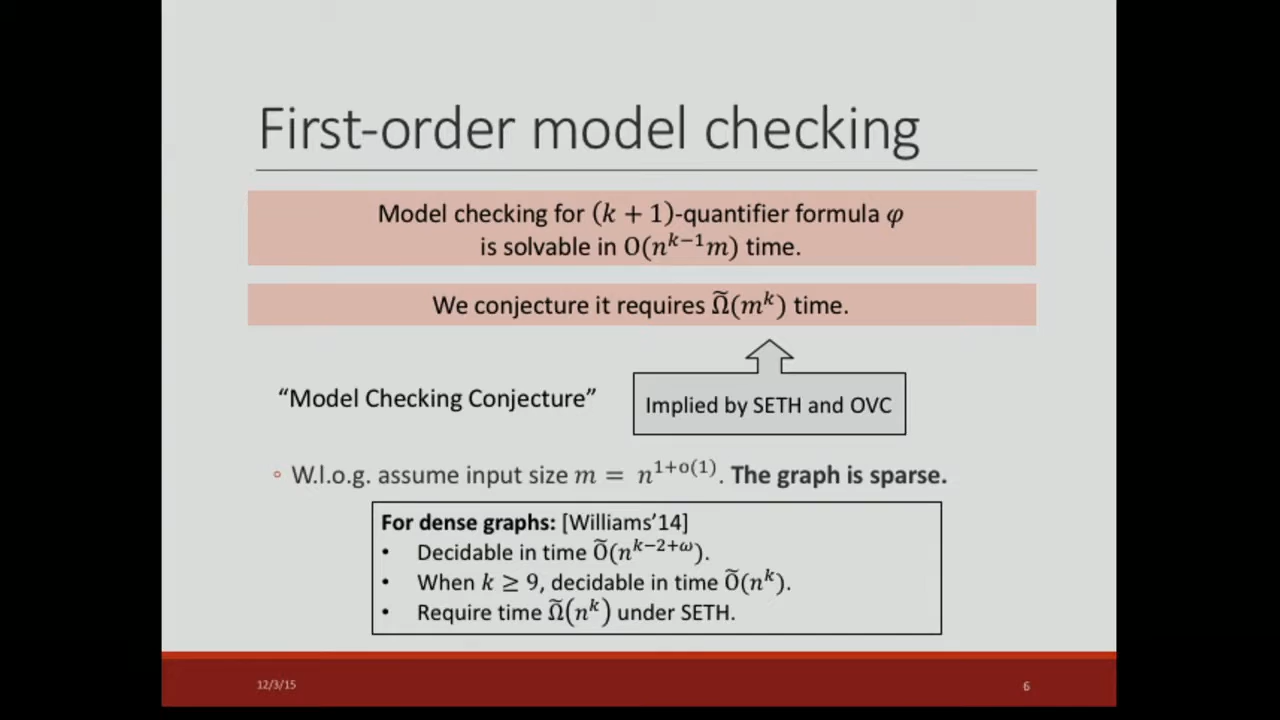 First-order model checking
Model checking for (k + 1)-quantifier formula φ
is solvable in O(n^{k−1}m) time.
We conjecture it requires Ω̃(m^k) time.
“Model Checking Conjecture”
Implied by SETH and OVC
◦ W.l.o.g. assume input size m = n^{1+o(1)}. The graph is sparse.
For dense graphs: [Williams’14]
• Decidable in time Õ(n^{k−2+ω}).
• When k ≥ 9, decidable in time Õ(n^k).
• Require time Ω̃(n^k) under SETH.
12/3/15
6